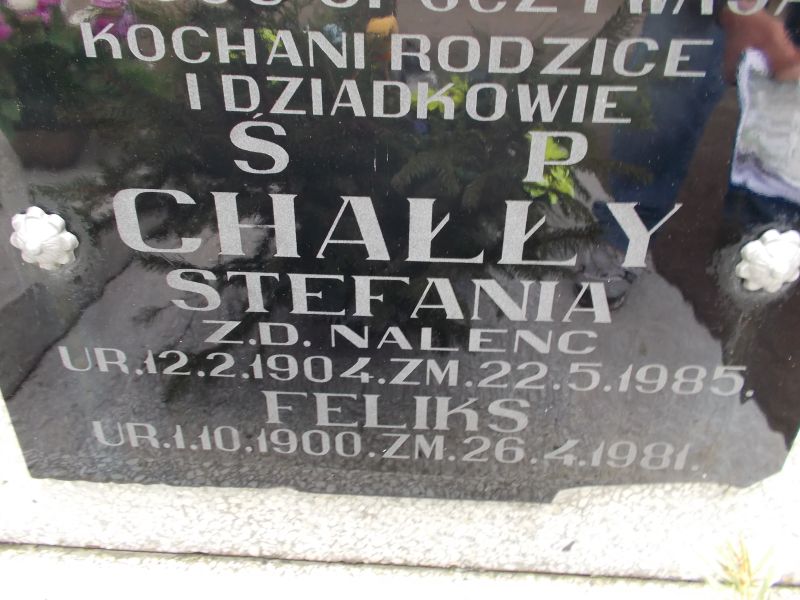 KOCHANI RODZICE
I DZIADKOWIE
Ś P
CHAŁŁY
STEFANIA
Z.D. NALENC
UR.12.2.1904.ZM.22.5.1985.
FELIKS
UR.1.10.1900.ZM.26.4.1981.